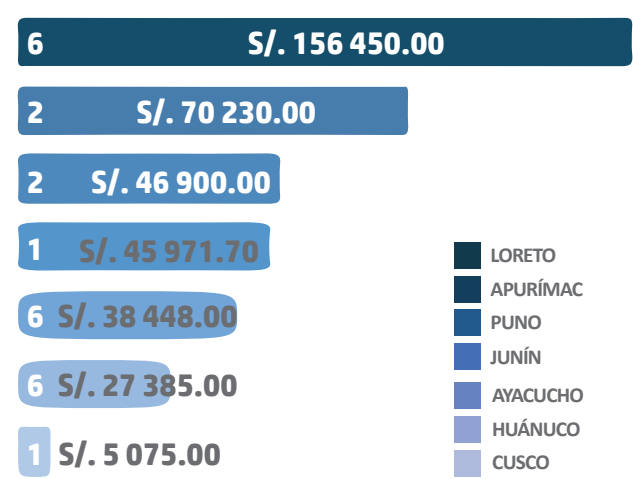 6 S/. 156 450.00
2 S/. 70 230.00
2 S/. 46 900.00
1 S/. 45 971.70
6 S/. 38 448.00
6 S/. 27 385.00
1 S/. 5 075.00
LORETO
APURÍMAC
PUNO
JUNÍN
AYACUCHO
HUÁNUCO
CUSCO